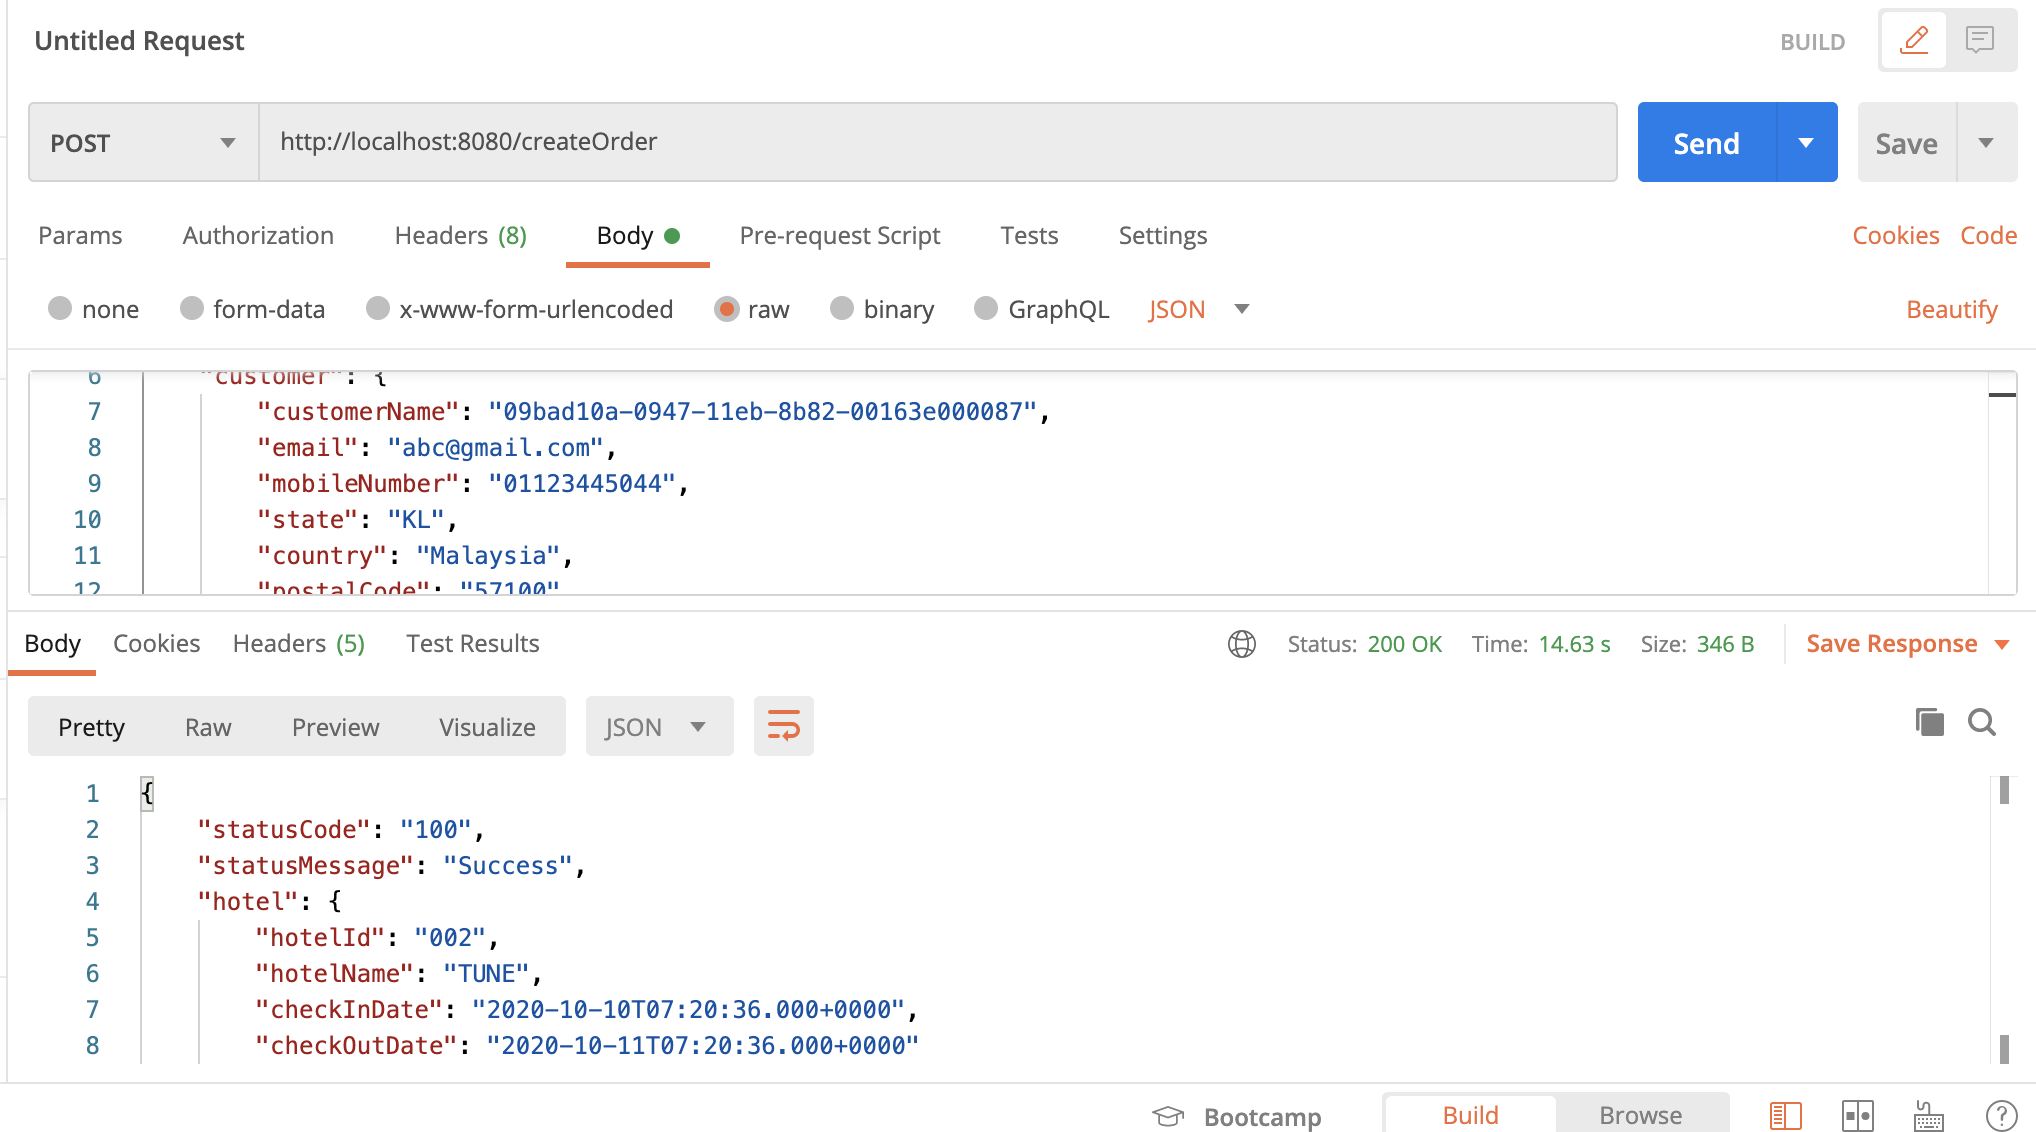 Untitled Request
BUILD
POST
http://localhost:8080/createOrder
Send
Save
Params Authorization Headers (8) Body Pre-request Script Tests Settings Cookies Code
none form-data x-www-form-urlencoded raw binary GraphQL JSON Beautify
6 "customer": {
7 "customerName": "09bad10a-0947-11eb-8b82-00163e000087",
8 "email": "abc@gmail.com",
9 "mobileNumber": "01123445044",
10 "state": "KL",
11 "country": "Malaysia",
12 "postalCode": "57100"
Body Cookies Headers (5) Test Results Status: 200 OK Time: 14.63 s Size: 346 B Save Response
Pretty Raw Preview Visualize JSON
1 {
2 "statusCode": "100",
3 "statusMessage": "Success",
4 "hotel": {
5 "hotelId": "002",
6 "hotelName": "TUNE",
7 "checkInDate": "2020-10-10T07:20:36.000+0000",
8 "checkOutDate": "2020-10-11T07:20:36.000+0000"
Bootcamp Build Browse ?